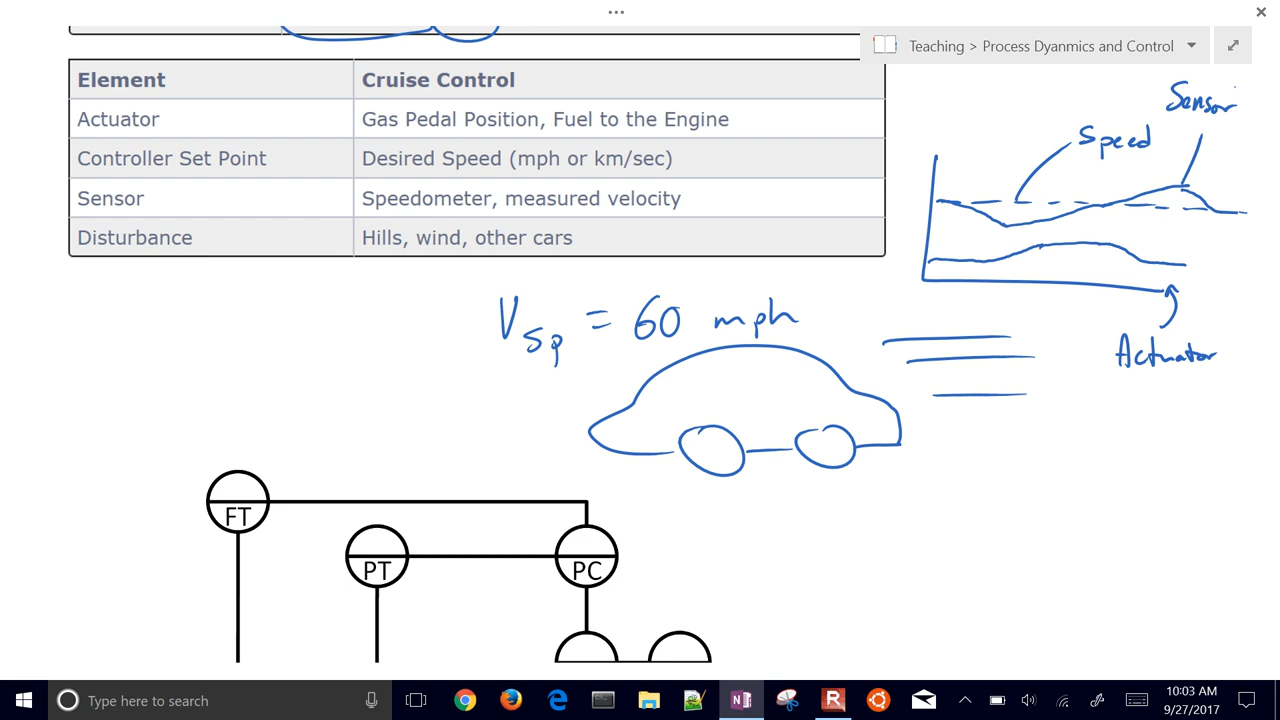 Teaching > Process Dyanmics and Control
Element Cruise Control
Actuator Gas Pedal Position, Fuel to the Engine
Controller Set Point Desired Speed (mph or km/sec)
Sensor Speedometer, measured velocity
Disturbance Hills, wind, other cars
Sensor
Speed
Actuator
Vsp = 60 mph
FT
PT
PC
Type here to search
10:03 AM
9/27/2017